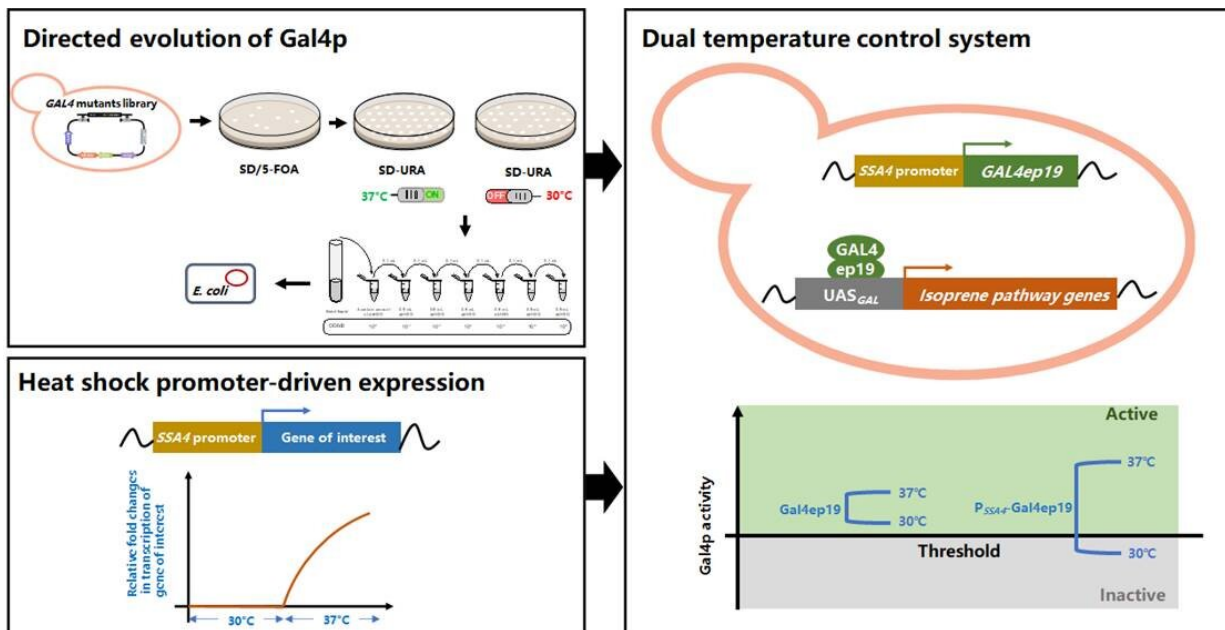 Directed evolution of Gal4p
GAL4 mutants library
SD/5-FOA
SD-URA
SD-URA
37°C
ON
OFF
30°C
E. coli
Heat shock promoter-driven expression
SSA4 promoter
Gene of interest
Relative fold changes
in transcription of
gene of interest
30°C
37°C
Dual temperature control system
SSA4 promoter
GAL4ep19
GAL4
ep19
UASGAL
Isoprene pathway genes
Active
Gal4p activity
37°C
Gal4ep19
30°C
37°C
PSSA4-Gal4ep19
30°C
Threshold
Inactive